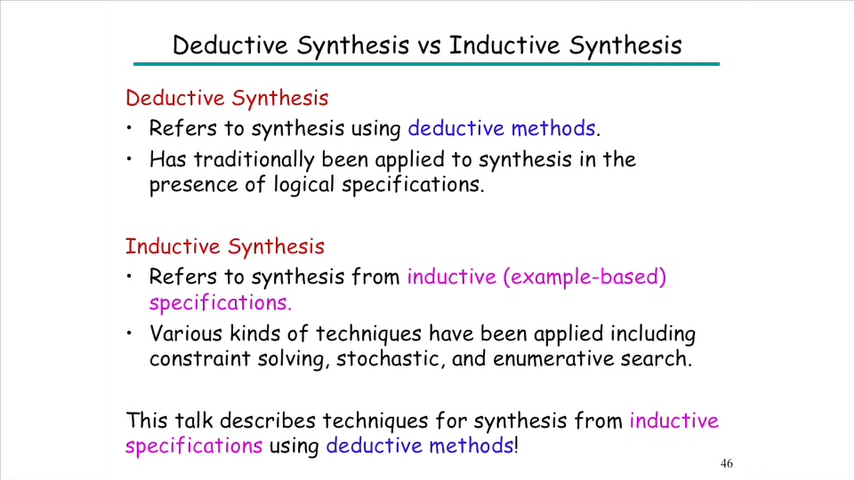 Deductive Synthesis vs Inductive Synthesis
Deductive Synthesis
• Refers to synthesis using deductive methods.
• Has traditionally been applied to synthesis in the
presence of logical specifications.
Inductive Synthesis
• Refers to synthesis from inductive (example-based)
specifications.
• Various kinds of techniques have been applied including
constraint solving, stochastic, and enumerative search.
This talk describes techniques for synthesis from inductive
specifications using deductive methods!
46